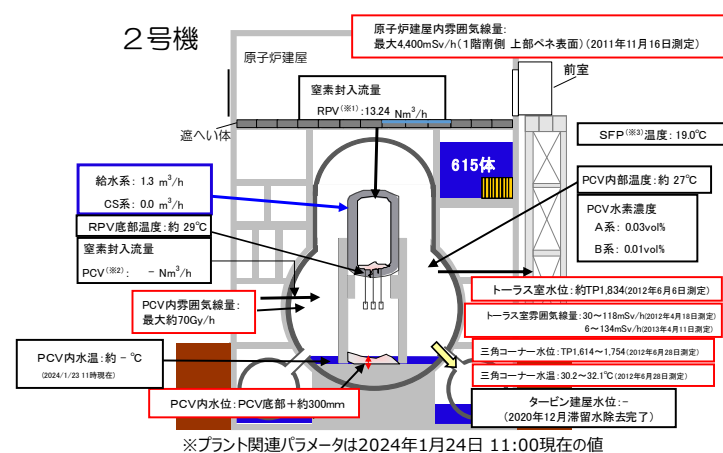 2号機
原子炉建屋内雰囲気線量:
最大4,400mSv/h(1階南側 上部ペネ表面)(2011年11月16日測定)
原子炉建屋
前室
窒素封入流量
RPV(※1):13.24 Nm³/h
遮へい体
SFP(※3)温度: 19.0℃
615体
給水系: 1.3 m³/h
CS系: 0.0 m³/h
PCV内部温度:約 27℃
RPV底部温度:約 29℃
PCV水素濃度
A系: 0.03vol%
B系: 0.01vol%
窒素封入流量
PCV(※2): - Nm³/h
トーラス室水位:約TP1,834(2012年6月6日測定)
PCV内雰囲気線量:
最大約70Gy/h
トーラス室雰囲気線量:30~118mSv/h(2012年4月18日測定)
6~134mSv/h(2013年4月11日測定)
三角コーナー水位:TP1,614~1,754(2012年6月28日測定)
PCV内水温:約-℃
(2024/1/23 11時現在)
三角コーナー水温:30.2~32.1℃(2012年6月28日測定)
PCV内水位:PCV底部+約300mm
タービン建屋水位:-
(2020年12月滞留水除去完了)
※プラント関連パラメータは2024年1月24日 11:00現在の値